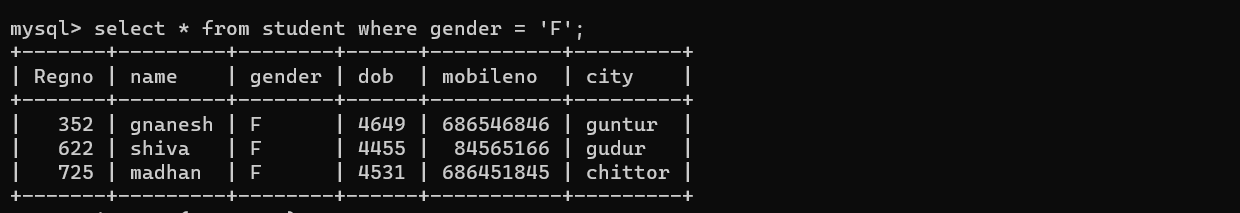 mysql> select * from student where gender = 'F';
+-------+---------+--------+------+-----------+---------+
| Regno | name    | gender | dob  | mobileno  | city    |
+-------+---------+--------+------+-----------+---------+
|   352 | gnanesh | F      | 4649 | 686546846 | guntur  |
|   622 | shiva   | F      | 4455 |  84565166 | gudur   |
|   725 | madhan  | F      | 4531 | 686451845 | chittor |
+-------+---------+--------+------+-----------+---------+